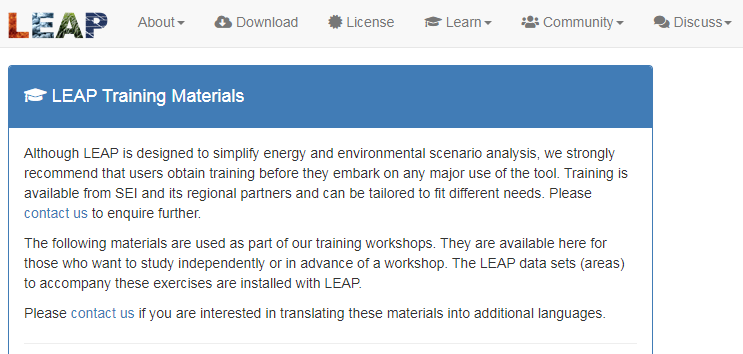 LEAP About Download License Learn Community Discuss
LEAP Training Materials
Although LEAP is designed to simplify energy and environmental scenario analysis, we strongly
recommend that users obtain training before they embark on any major use of the tool. Training is
available from SEI and its regional partners and can be tailored to fit different needs. Please
contact us to enquire further.
The following materials are used as part of our training workshops. They are available here for
those who want to study independently or in advance of a workshop. The LEAP data sets (areas)
to accompany these exercises are installed with LEAP.
Please contact us if you are interested in translating these materials into additional languages.